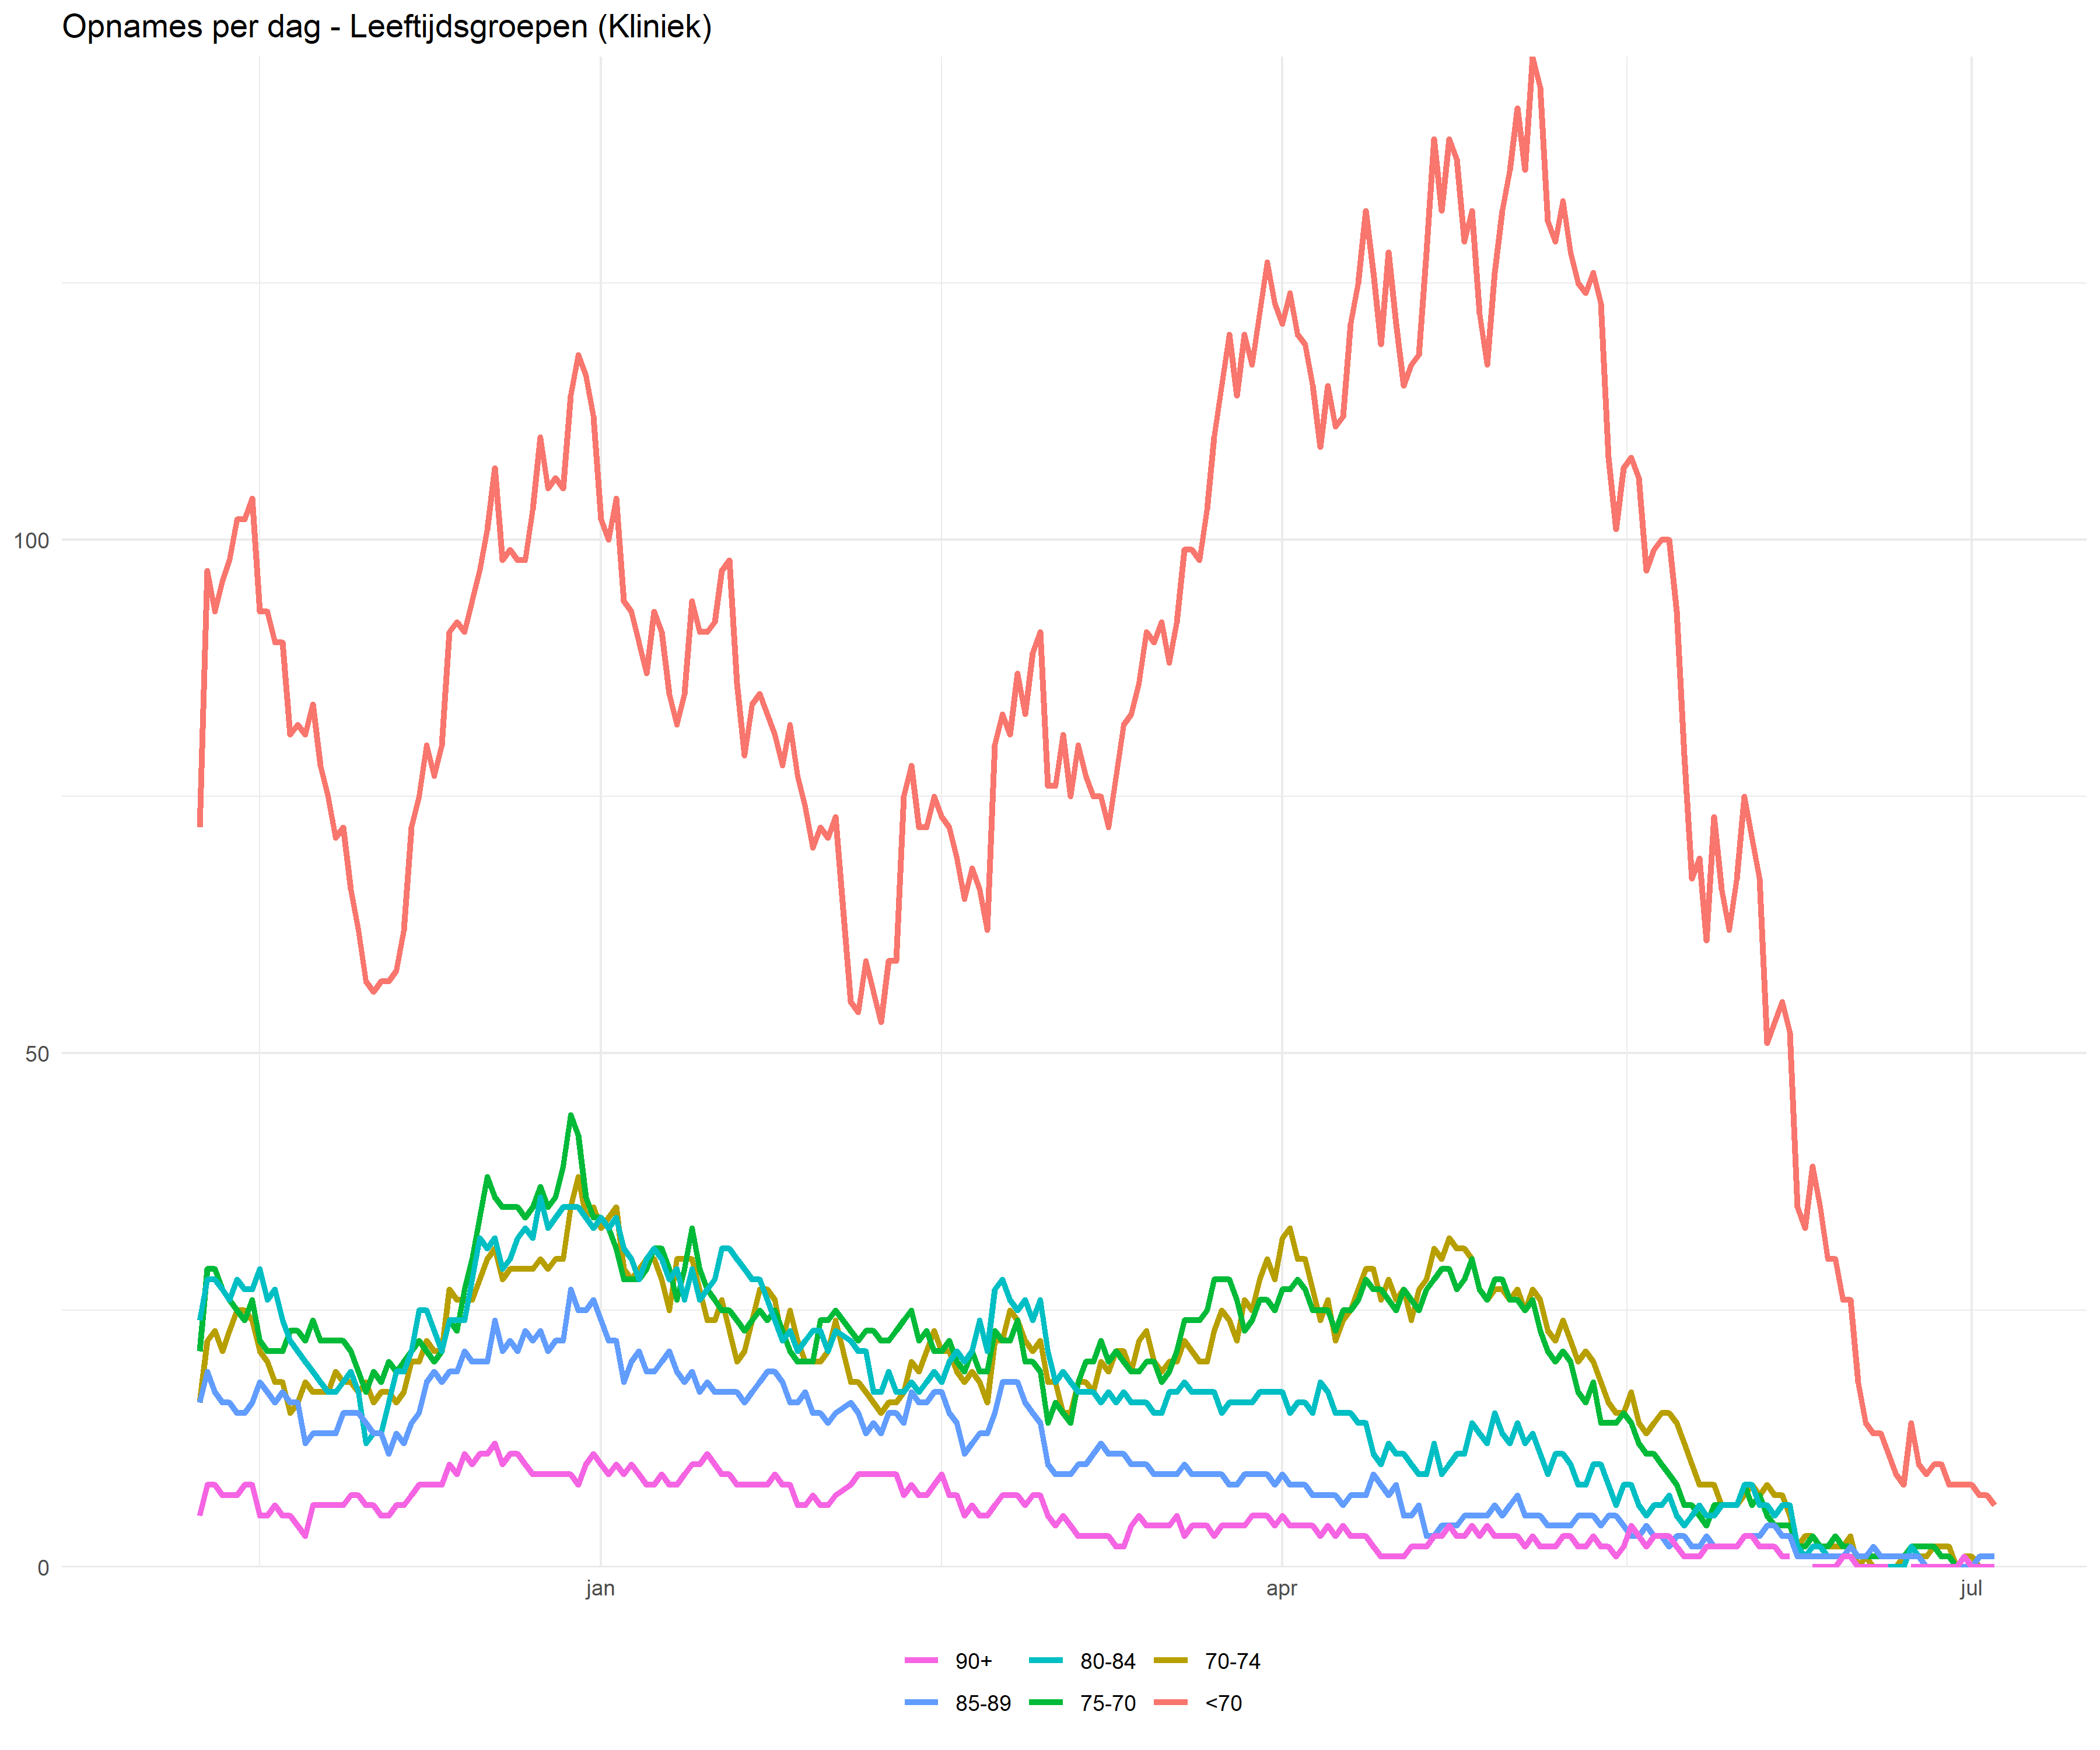 Opnames per dag - Leeftijdsgroepen (Kliniek)
100
50
0
jan apr jul
90+ 80-84 70-74
85-89 75-70 <70